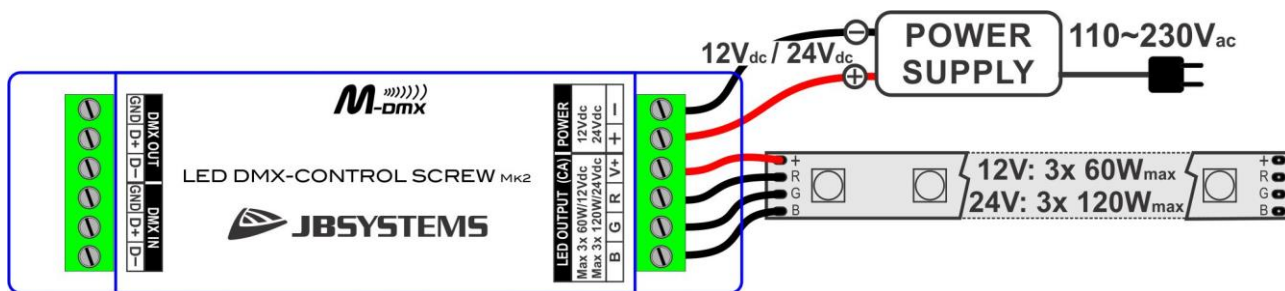 GND
D+
D-
GND
D+
D-
DMX OUT
DMX IN
M-DMX
LED DMX-CONTROL SCREW Mk2
JBSYSTEMS
LED OUTPUT (CA)
POWER
Max 3x 60W/12Vdc
Max 3x 120W/24Vdc
12Vdc
24Vdc
−
+
V+
R
G
B
12Vdc / 24Vdc
−
+
POWER
SUPPLY
110~230Vac
+
R
G
B
12V: 3x 60Wmax
24V: 3x 120Wmax
+
R
G
B